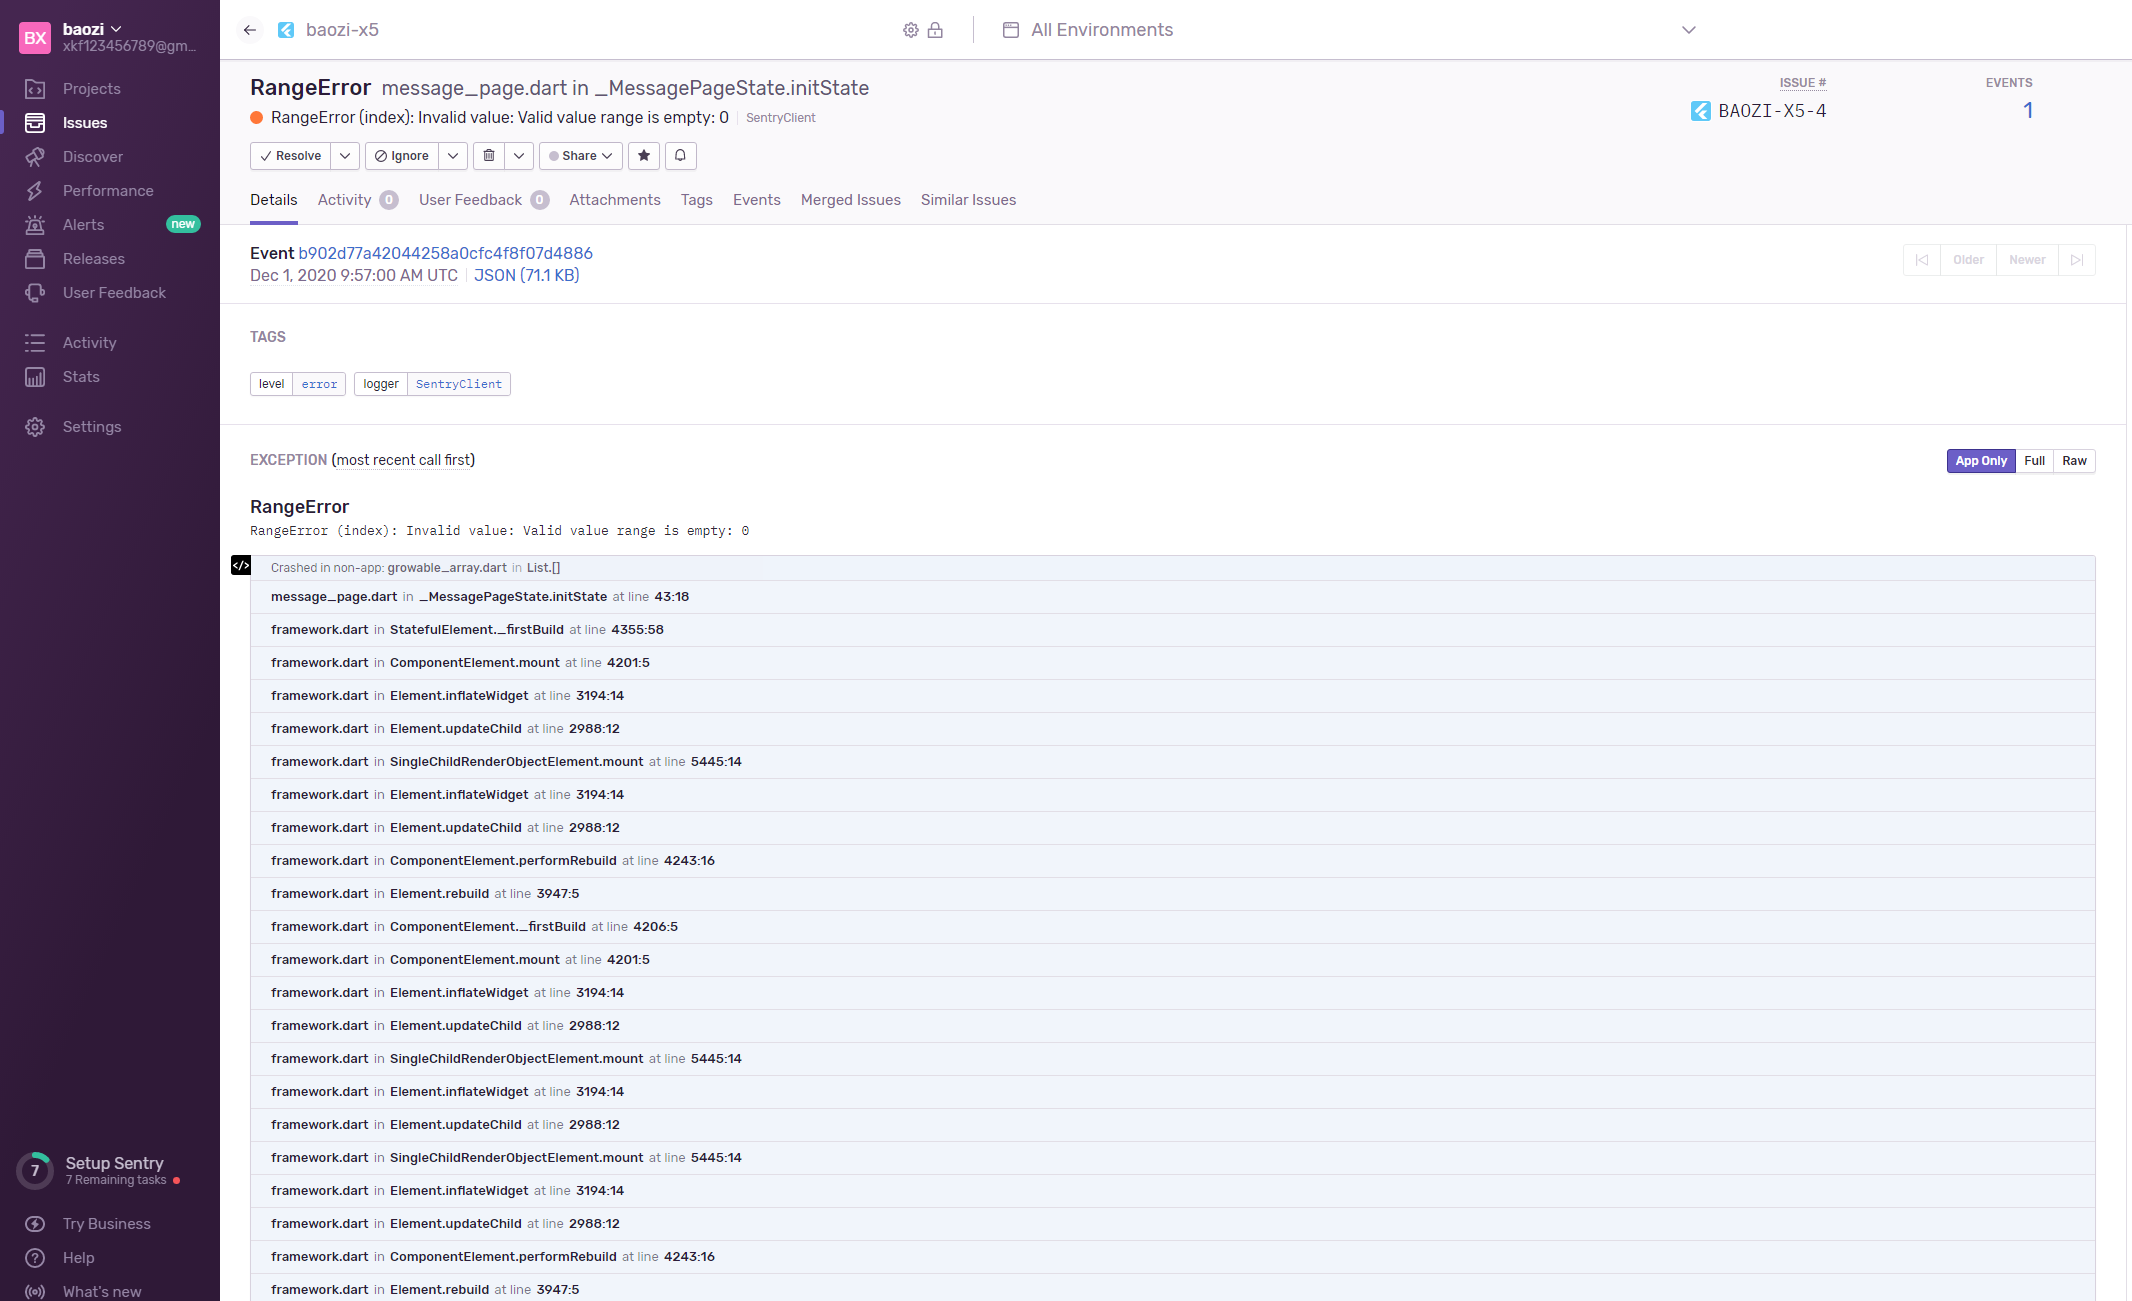 BX
baozi
xkf123456789@gm...
Projects
Issues
Discover
Performance
Alerts
new
Releases
User Feedback
Activity
Stats
Settings
7
Setup Sentry
7 Remaining tasks
Try Business
Help
What's new
baozi-x5
All Environments
RangeError message_page.dart in _MessagePageState.initState
RangeError (index): Invalid value: Valid value range is empty: 0 SentryClient
ISSUE #
BAOZI-X5-4
EVENTS
1
Resolve Ignore Share
Details Activity 0 User Feedback 0 Attachments Tags Events Merged Issues Similar Issues
Event b902d77a42044258a0cfc4f8f07d4886
Dec 1, 2020 9:57:00 AM UTC JSON (71.1 KB)
Older Newer
TAGS
level error logger SentryClient
EXCEPTION (most recent call first)
App Only Full Raw
RangeError
RangeError (index): Invalid value: Valid value range is empty: 0
</>
Crashed in non-app: growable_array.dart in List.[]
message_page.dart in _MessagePageState.initState at line 43:18
framework.dart in StatefulElement._firstBuild at line 4355:58
framework.dart in ComponentElement.mount at line 4201:5
framework.dart in Element.inflateWidget at line 3194:14
framework.dart in Element.updateChild at line 2988:12
framework.dart in SingleChildRenderObjectElement.mount at line 5445:14
framework.dart in Element.inflateWidget at line 3194:14
framework.dart in Element.updateChild at line 2988:12
framework.dart in ComponentElement.performRebuild at line 4243:16
framework.dart in Element.rebuild at line 3947:5
framework.dart in ComponentElement._firstBuild at line 4206:5
framework.dart in ComponentElement.mount at line 4201:5
framework.dart in Element.inflateWidget at line 3194:14
framework.dart in Element.updateChild at line 2988:12
framework.dart in SingleChildRenderObjectElement.mount at line 5445:14
framework.dart in Element.inflateWidget at line 3194:14
framework.dart in Element.updateChild at line 2988:12
framework.dart in SingleChildRenderObjectElement.mount at line 5445:14
framework.dart in Element.inflateWidget at line 3194:14
framework.dart in Element.updateChild at line 2988:12
framework.dart in ComponentElement.performRebuild at line 4243:16
framework.dart in Element.rebuild at line 3947:5